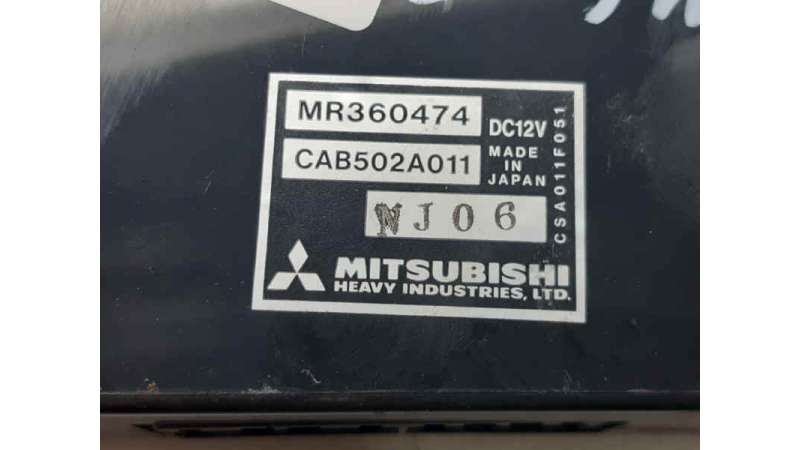 MR360474
DC12V
CAB502A011
MADE
IN
JAPAN
NJ06
CSA011F051
MITSUBISHI
HEAVY INDUSTRIES, LTD.